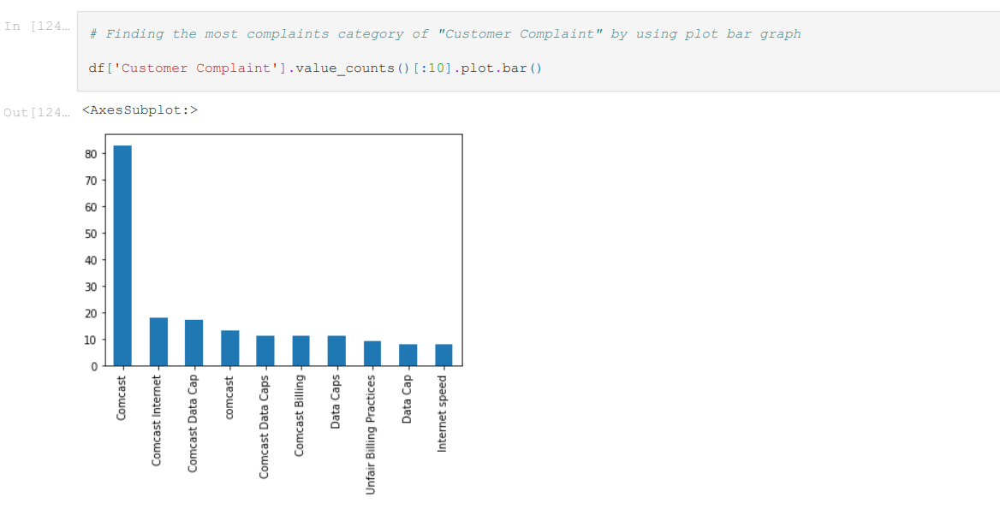 In [124…
# Finding the most complaints category of "Customer Complaint" by using plot bar graph
df['Customer Complaint'].value_counts()[:10].plot.bar()
Out[124…
<AxesSubplot:>
80
70
60
50
40
30
20
10
0
Comcast
Comcast Internet
Comcast Data Cap
comcast
Comcast Data Caps
Comcast Billing
Data Caps
Unfair Billing Practices
Data Cap
Internet speed